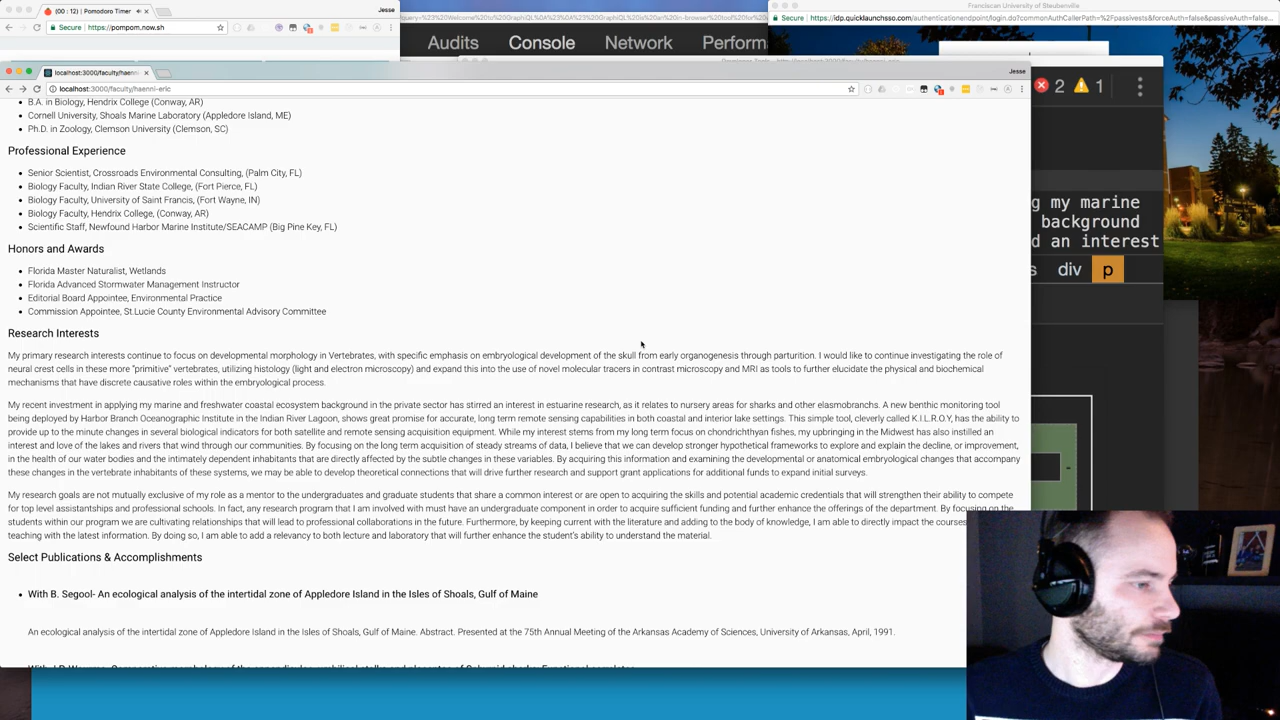 (00 : 12) | Pomodoro Timer
Jesse
Secure | https://pompom.now.sh
Franciscan University of Steubenville
Secure | https://idp.quicklaunchsso.com/authenticationendpoint/login.do?commonAuthCallerPath=%2Fpassivests&forceAuth=false&passiveAuth=false...
Audits Console Network Perform
localhost:3000/faculty/haenni
Jesse
localhost:3000/faculty/haenni-eric
2 1
B.A. in Biology, Hendrix College (Conway, AR)
Cornell University, Shoals Marine Laboratory (Appledore Island, ME)
Ph.D. in Zoology, Clemson University (Clemson, SC)
Professional Experience
Senior Scientist, Crossroads Environmental Consulting, (Palm City, FL)
Biology Faculty, Indian River State College, (Fort Pierce, FL)
Biology Faculty, University of Saint Francis, (Fort Wayne, IN)
Biology Faculty, Hendrix College, (Conway, AR)
Scientific Staff, Newfound Harbor Marine Institute/SEACAMP (Big Pine Key, FL)
g my marine
background
d an interest
s div p
Honors and Awards
Florida Master Naturalist, Wetlands
Florida Advanced Stormwater Management Instructor
Editorial Board Appointee, Environmental Practice
Commission Appointee, St.Lucie County Environmental Advisory Committee
Research Interests
My primary research interests continue to focus on developmental morphology in Vertebrates, with specific emphasis on embryological development of the skull from early organogenesis through parturition. I would like to continue investigating the role of
neural crest cells in these more "primitive" vertebrates, utilizing histology (light and electron microscopy) and expand this into the use of novel molecular tracers in contrast microscopy and MRI as tools to further elucidate the physical and biochemical
mechanisms that have discrete causative roles within the embryological process.
My recent investment in applying my marine and freshwater coastal ecosystem background in the private sector has stirred an interest in estuarine research, as it relates to nursery areas for sharks and other elasmobranchs. A new benthic monitoring tool
being deployed by Harbor Branch Oceanographic Institute in the Indian River Lagoon, shows great promise for accurate, long term remote sensing capabilities in both coastal and interior lake settings. This simple tool, cleverly called K.I.L.R.O.Y, has the ability to
provide up to the minute changes in several biological indicators for both satellite and remote sensing acquisition equipment. While my interest stems from my long term focus on chondrichthyan fishes, my upbringing in the Midwest has also instilled an
interest and love of the lakes and rivers that wind through our communities. By focusing on the long term acquisition of steady streams of data, I believe that we can develop stronger hypothetical frameworks to explore and explain the decline, or improvement,
in the health of our water bodies and the intimately dependent inhabitants that are directly affected by the subtle changes in these variables. By acquiring this information and examining the developmental or anatomical embryological changes that accompany
these changes in the vertebrate inhabitants of these systems, we may be able to develop theoretical connections that will drive further research and support grant applications for additional funds to expand initial surveys.
My research goals are not mutually exclusive of my role as a mentor to the undergraduates and graduate students that share a common interest or are open to acquiring the skills and potential academic credentials that will strengthen their ability to compete
for top level assistantships and professional schools. In fact, any research program that I am involved with must have an undergraduate component in order to acquire sufficient funding and further enhance the offerings of the department. By focusing on the
students within our program we are cultivating relationships that will lead to professional collaborations in the future. Furthermore, by keeping current with the literature and adding to the body of knowledge, I am able to directly impact the courses
teaching with the latest information. By doing so, I am able to add a relevancy to both lecture and laboratory that will further enhance the student's ability to understand the material.
Select Publications & Accomplishments
With B. Segool- An ecological analysis of the intertidal zone of Appledore Island in the Isles of Shoals, Gulf of Maine
An ecological analysis of the intertidal zone of Appledore Island in the Isles of Shoals, Gulf of Maine. Abstract. Presented at the 75th Annual Meeting of the Arkansas Academy of Sciences, University of Arkansas, April, 1991.